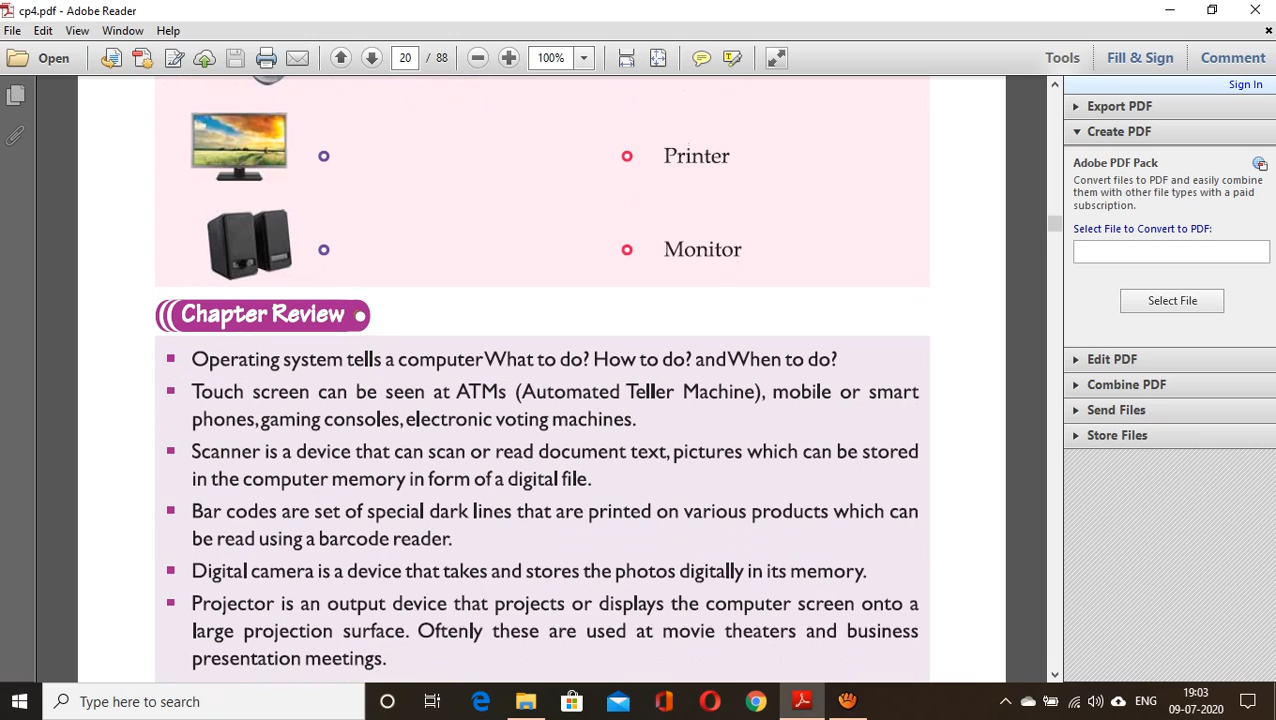 cp4.pdf - Adobe Reader
File Edit View Window Help
Open 20 / 88 100% Tools Fill & Sign Comment
Sign In
Export PDF
Create PDF
Adobe PDF Pack
Convert files to PDF and easily combine
them with other file types with a paid
subscription.
Select File to Convert to PDF:
Select File
Edit PDF
Combine PDF
Send Files
Store Files
Printer
Monitor
Chapter Review
Operating system tells a computer What to do? How to do? and When to do?
Touch screen can be seen at ATMs (Automated Teller Machine), mobile or smart
phones, gaming consoles, electronic voting machines.
Scanner is a device that can scan or read document text, pictures which can be stored
in the computer memory in form of a digital file.
Bar codes are set of special dark lines that are printed on various products which can
be read using a barcode reader.
Digital camera is a device that takes and stores the photos digitally in its memory.
Projector is an output device that projects or displays the computer screen onto a
large projection surface. Oftenly these are used at movie theaters and business
presentation meetings.
Type here to search
ENG
19:03
09-07-2020